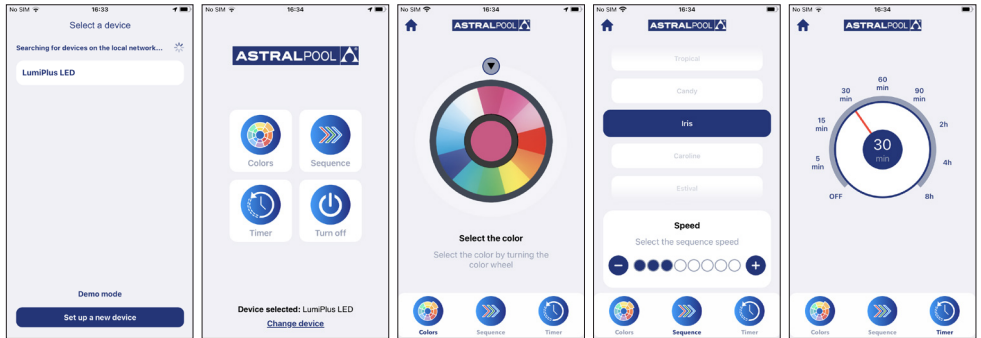 No SIM 16:33
Select a device
Searching for devices on the local network...
LumiPlus LED
Demo mode
Set up a new device
No SIM 16:34
ASTRALPOOL
Colors
Sequence
Timer
Turn off
Device selected: LumiPlus LED
Change device
No SIM 16:34
ASTRALPOOL
Select the color
Select the color by turning the
color wheel
Colors Sequence Timer
No SIM 16:34
ASTRALPOOL
Tropical
Candy
Iris
Caroline
Estival
Speed
Select the sequence speed
Colors Sequence Timer
No SIM 16:34
ASTRALPOOL
60
min
30
min
90
min
15
min
2h
30
min
5
min
4h
OFF
8h
Colors Sequence Timer